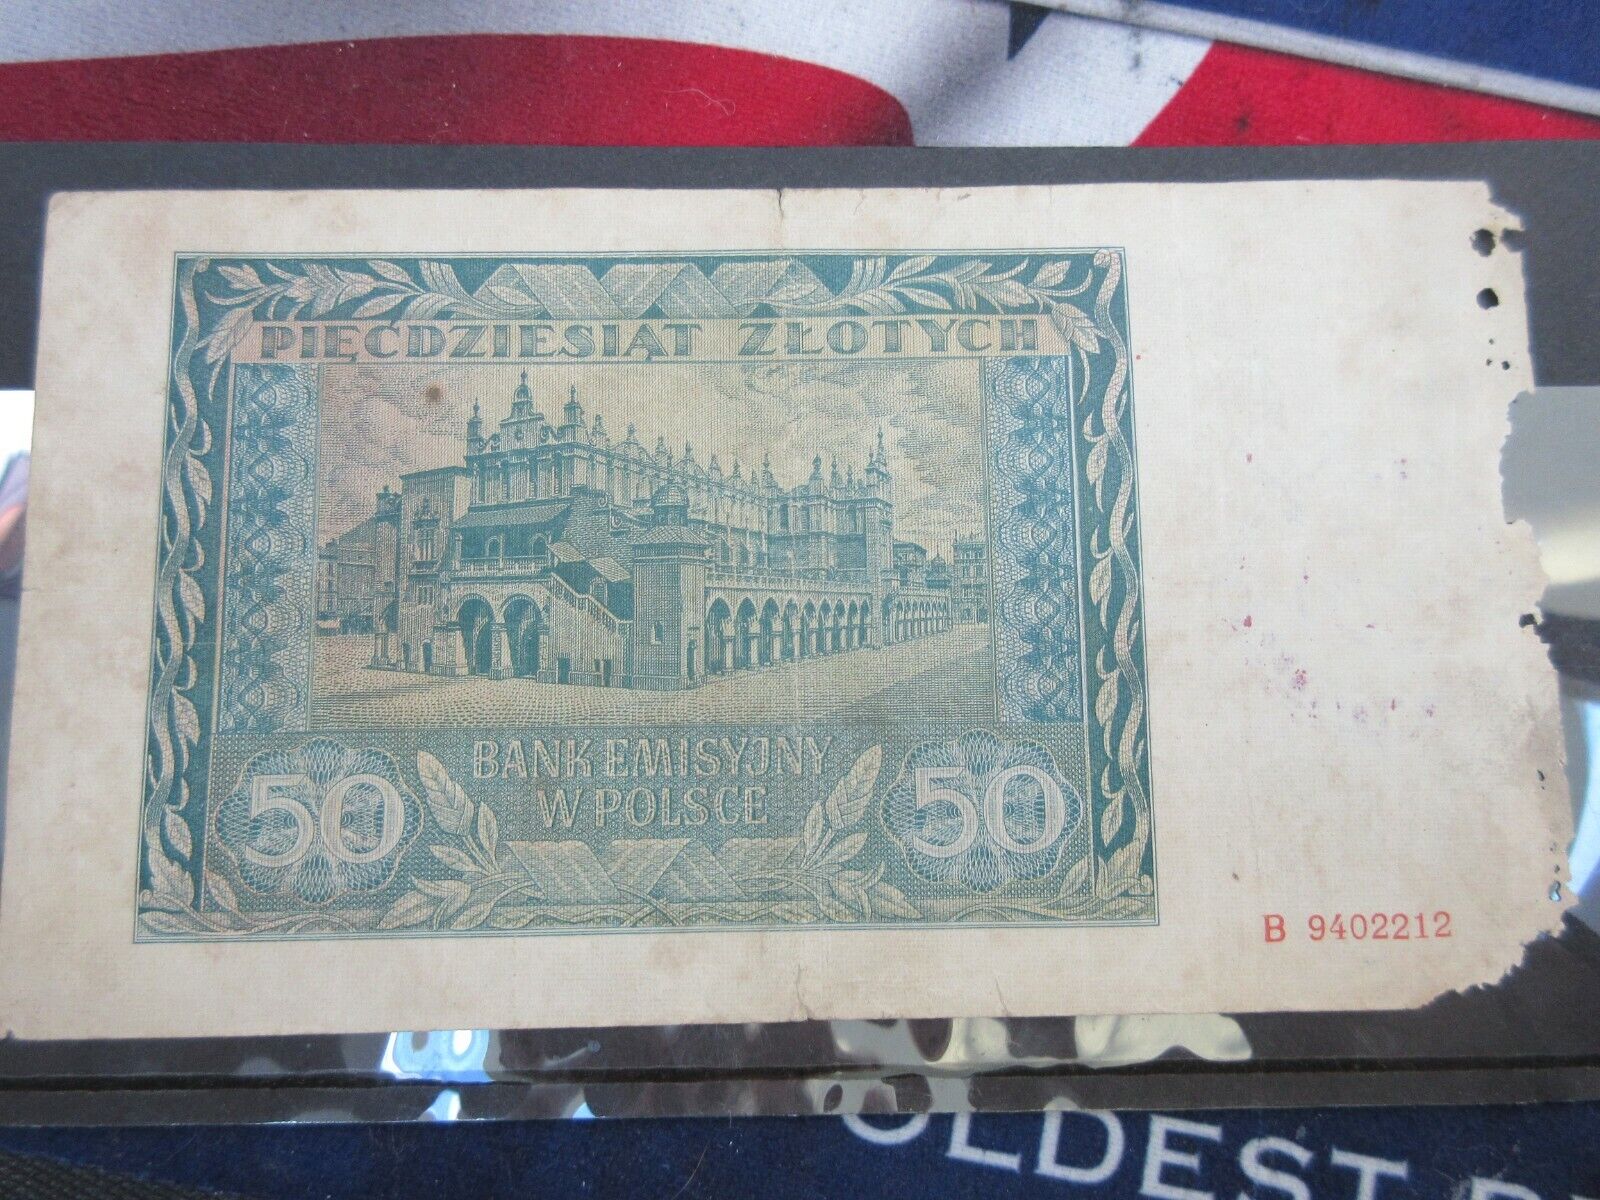 PIĘĆDZIESIĄT ZŁOTYCH
BANK EMISYJNY
W POLSCE
50
50
B 9402212
OLDEST